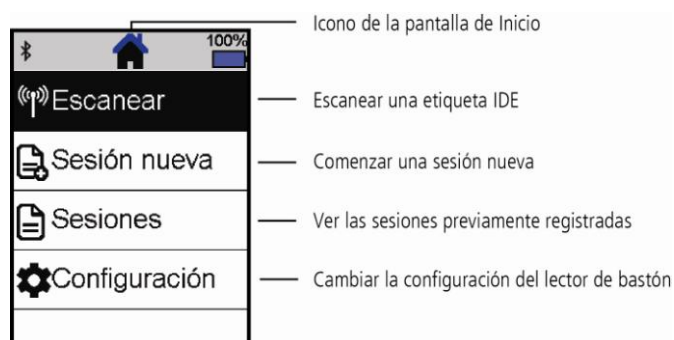 Icono de la pantalla de Inicio
100%
Escanear
Escanear una etiqueta IDE
Sesión nueva
Comenzar una sesión nueva
Sesiones
Ver las sesiones previamente registradas
Configuración
Cambiar la configuración del lector de bastón